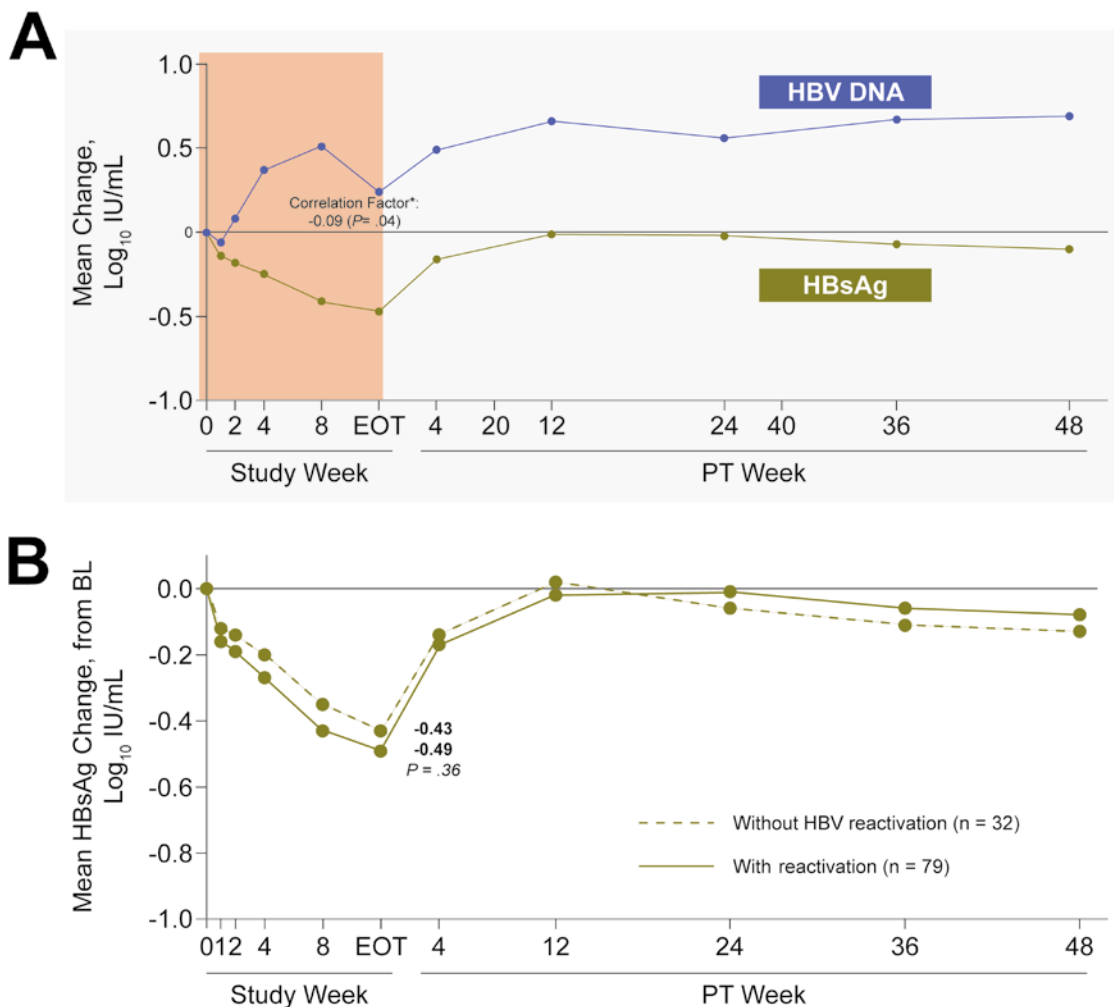 A
1.0
0.5
0
-0.5
-1.0
Mean Change,
Log₁₀ IU/mL
HBV DNA
Correlation Factor*:
-0.09 (P= .04)
HBsAg
0 2 4 8 EOT 4 20 12 24 40 36 48
Study Week PT Week
B
0.0
-0.2
-0.4
-0.6
-0.8
-1.0
Mean HBsAg Change, from BL
Log₁₀ IU/mL
-0.43
-0.49
P = .36
Without HBV reactivation (n = 32)
With reactivation (n = 79)
0 1 2 4 8 EOT 4 12 24 36 48
Study Week PT Week